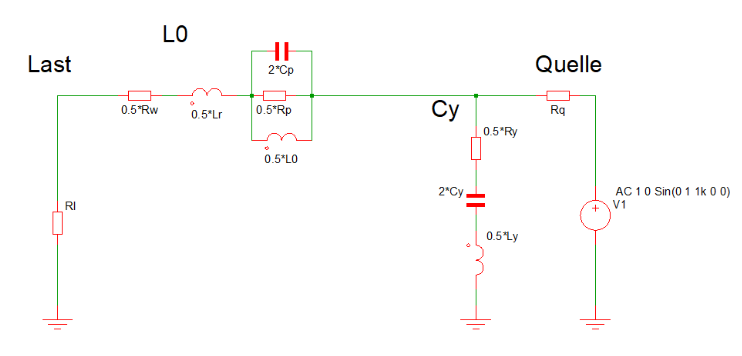 L0
Last
Quelle
2*Cp
0.5*Rw
0.5*Lr
0.5*Rp
Cy
Rq
0.5*Ry
0.5*L0
2*Cy
AC 1 0 Sin(0 1 1k 0 0)
V1
Rl
0.5*Ly